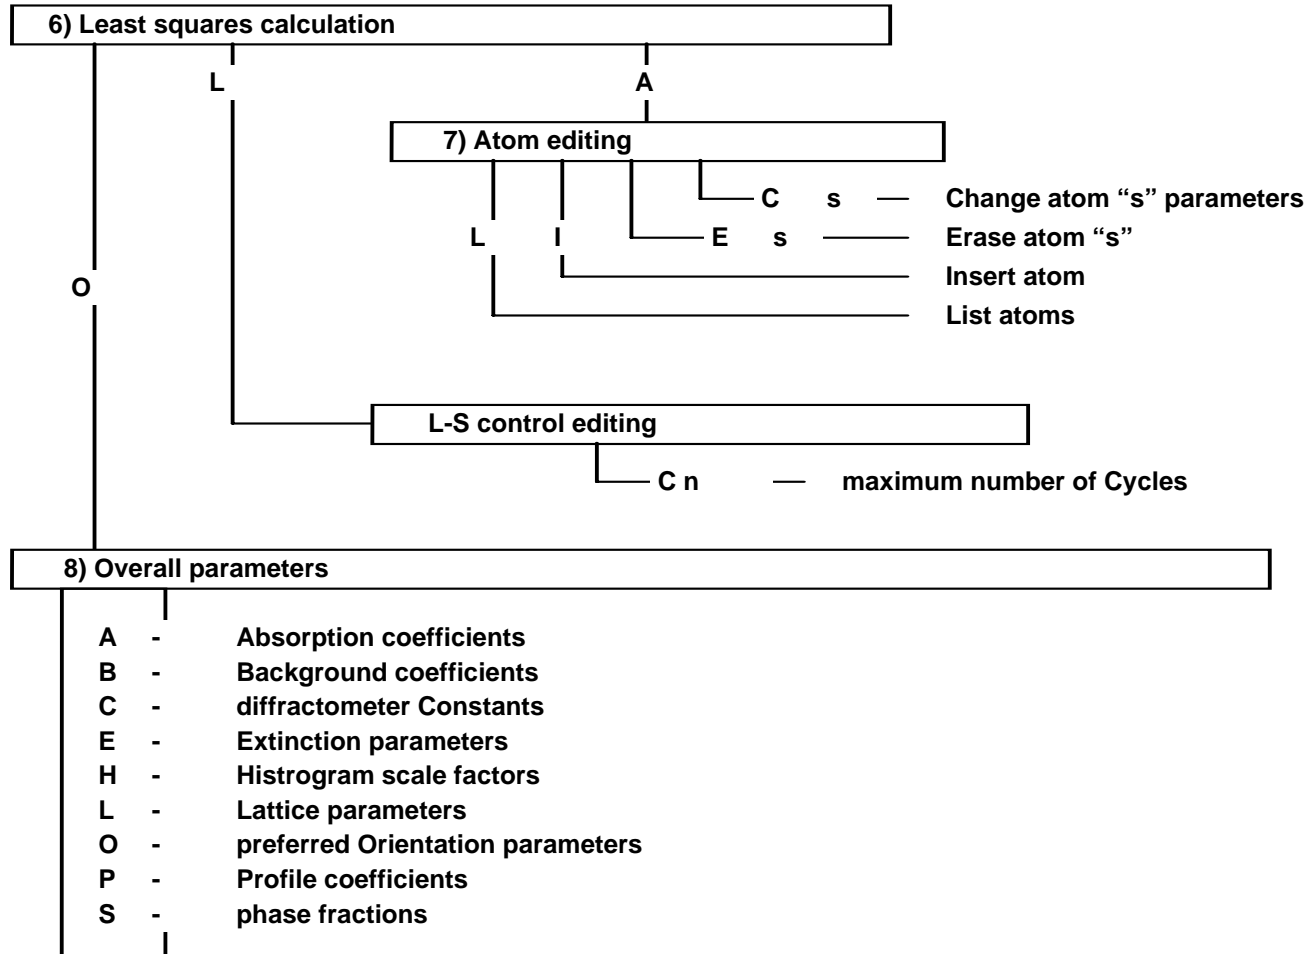 6) Least squares calculation
L A
7) Atom editing
C s — Change atom “s” parameters
L I E s — Erase atom “s”
O Insert atom
List atoms
L-S control editing
C n — maximum number of Cycles
8) Overall parameters
A - Absorption coefficients
B - Background coefficients
C - diffractometer Constants
E - Extinction parameters
H - Histrogram scale factors
L - Lattice parameters
O - preferred Orientation parameters
P - Profile coefficients
S - phase fractions